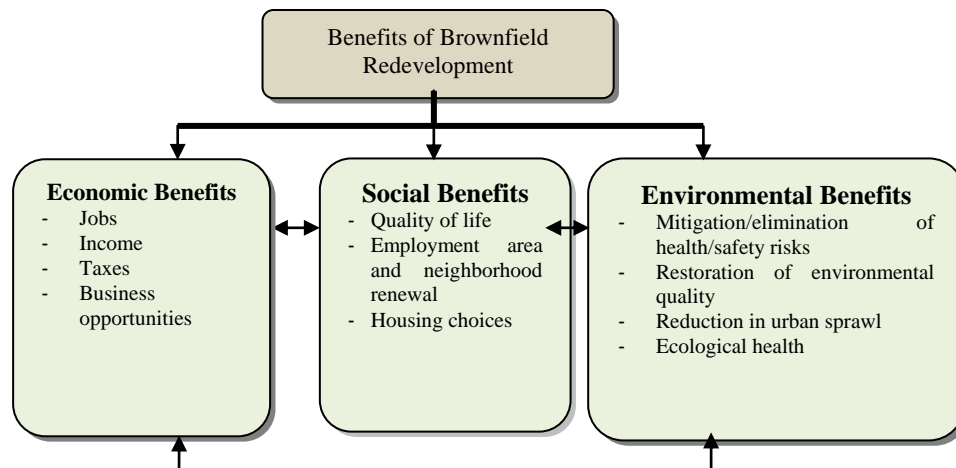 Benefits of Brownfield
Redevelopment
Economic Benefits
- Jobs
- Income
- Taxes
- Business
opportunities
Social Benefits
- Quality of life
- Employment area
and neighborhood
renewal
- Housing choices
Environmental Benefits
- Mitigation/elimination of
health/safety risks
- Restoration of environmental
quality
- Reduction in urban sprawl
- Ecological health